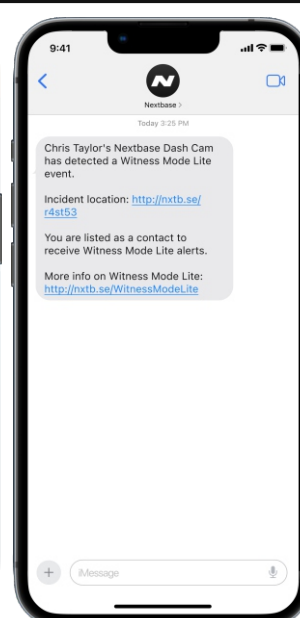 9:41
Nextbase >
Today 3:25 PM
Chris Taylor's Nextbase Dash Cam
has detected a Witness Mode Lite
event.
Incident location: http://nxtb.se/
r4st53
You are listed as a contact to
receive Witness Mode Lite alerts.
More info on Witness Mode Lite:
http://nxtb.se/WitnessModeLite
iMessage